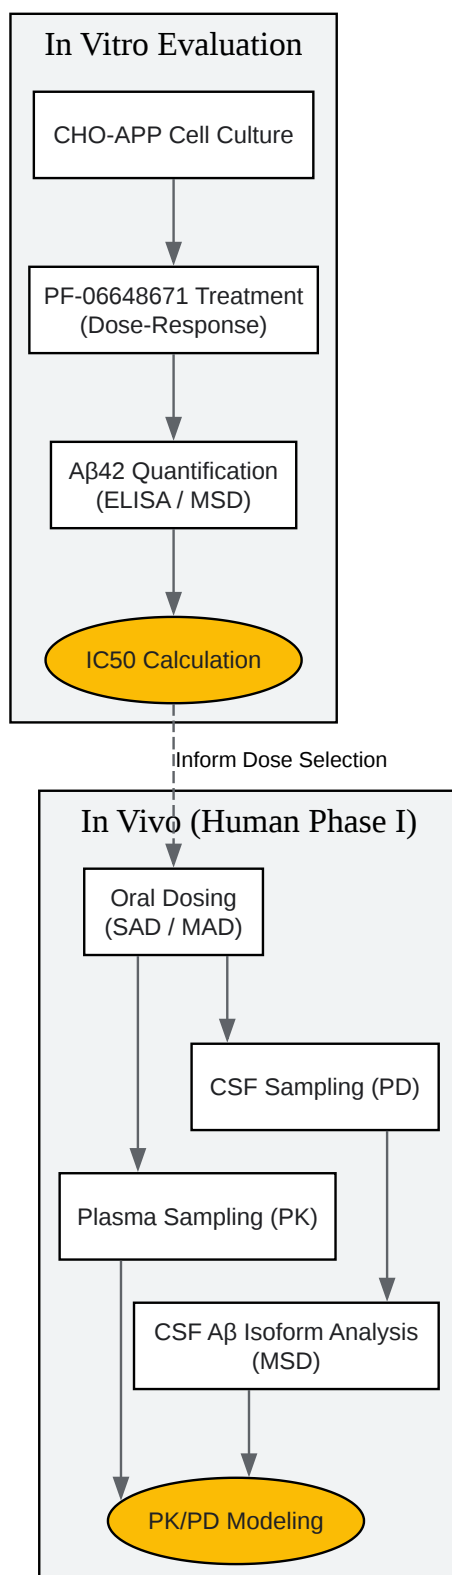 In Vitro Evaluation
CHO-APP Cell Culture
PF-06648671 Treatment
(Dose-Response)
Aβ42 Quantification
(ELISA / MSD)
IC50 Calculation
Inform Dose Selection
In Vivo (Human Phase I)
Oral Dosing
(SAD / MAD)
CSF Sampling (PD)
Plasma Sampling (PK)
CSF Aβ Isoform Analysis
(MSD)
PK/PD Modeling